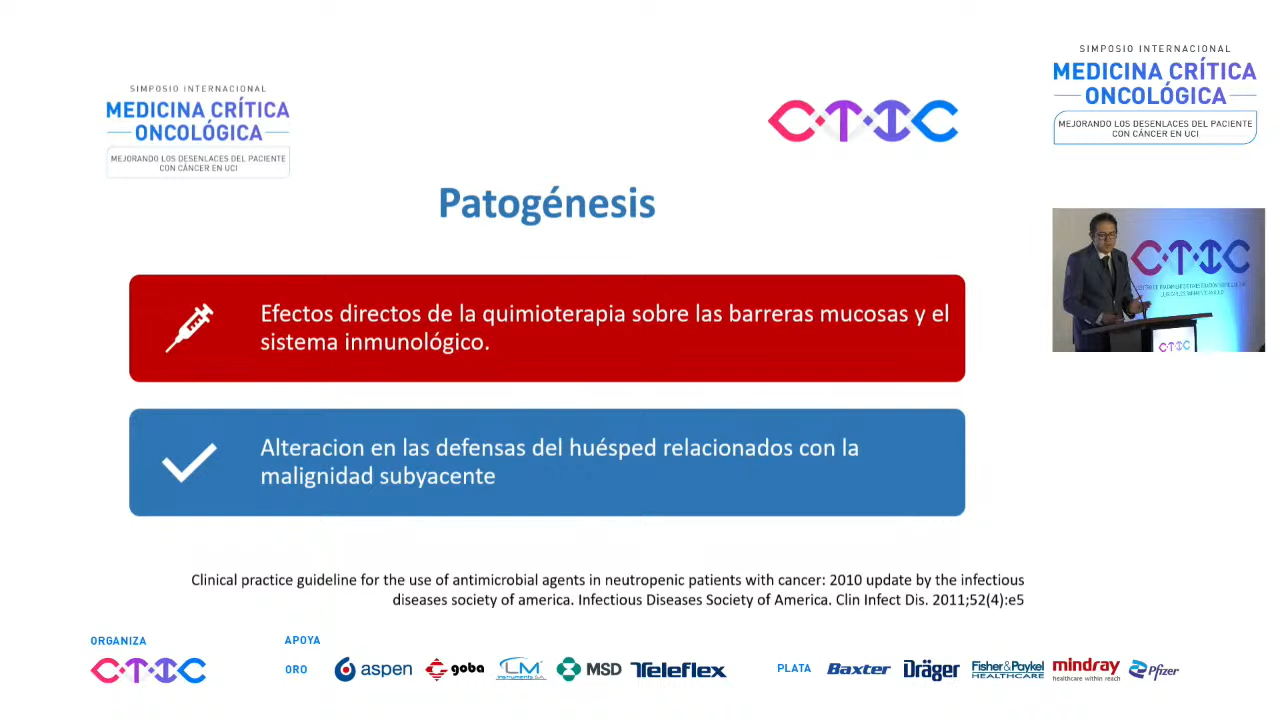 SIMPOSIO INTERNACIONAL
MEDICINA CRÍTICA
ONCOLÓGICA
MEJORANDO LOS DESENLACES DEL PACIENTE
CON CÁNCER EN UCI
CTIC
SIMPOSIO INTERNACIONAL
MEDICINA CRÍTICA
ONCOLÓGICA
MEJORANDO LOS DESENLACES DEL PACIENTE
CON CÁNCER EN UCI
Patogénesis
Efectos directos de la quimioterapia sobre las barreras mucosas y el
sistema inmunológico.
Alteracion en las defensas del huésped relacionados con la
malignidad subyacente
CTIC
CTIC
Clinical practice guideline for the use of antimicrobial agents in neutropenic patients with cancer: 2010 update by the infectious
diseases society of america. Infectious Diseases Society of America. Clin Infect Dis. 2011;52(4):e5
ORGANIZA
CTIC
APOYA
ORO
aspen
goba
LM
instruments S.A.
MSD
Teleflex
PLATA
Baxter
Dräger
Fisher & Paykel
HEALTHCARE
mindray
healthcare within reach
Pfizer